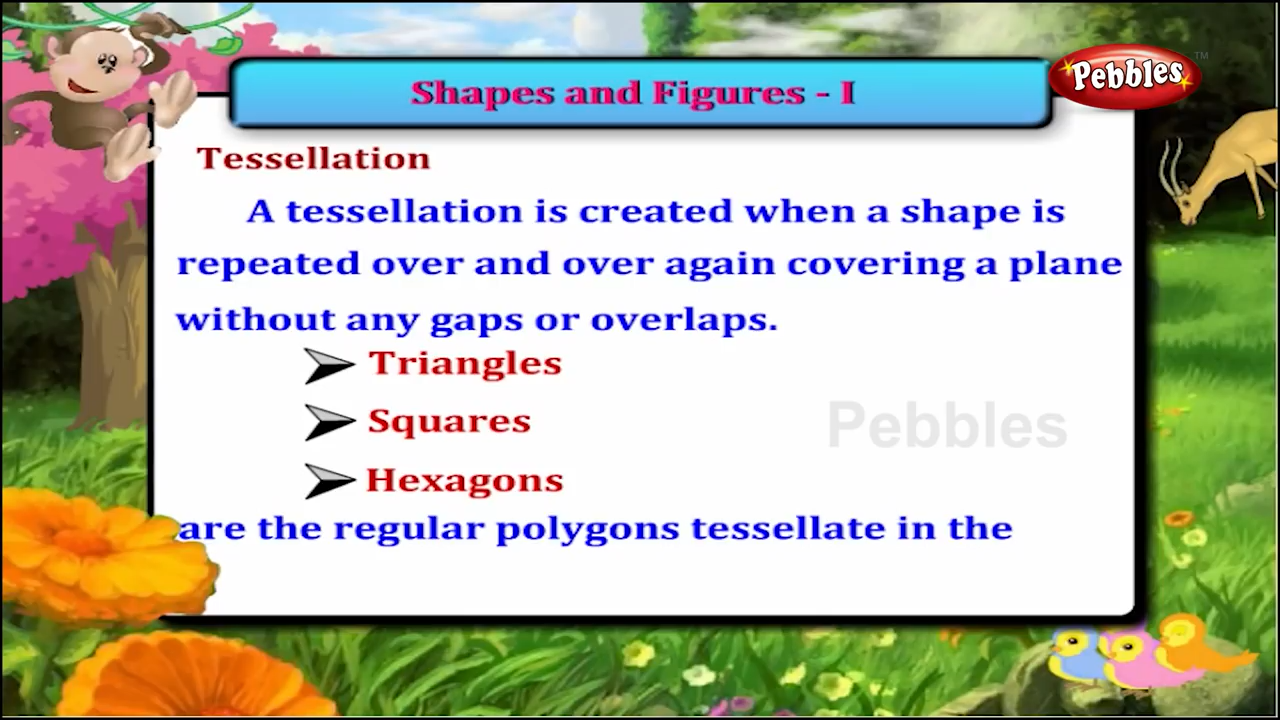 Shapes and Figures - I
Pebbles™
Tessellation
A tessellation is created when a shape is
repeated over and over again covering a plane
without any gaps or overlaps.
Triangles
Squares
Pebbles
Hexagons
are the regular polygons tessellate in the